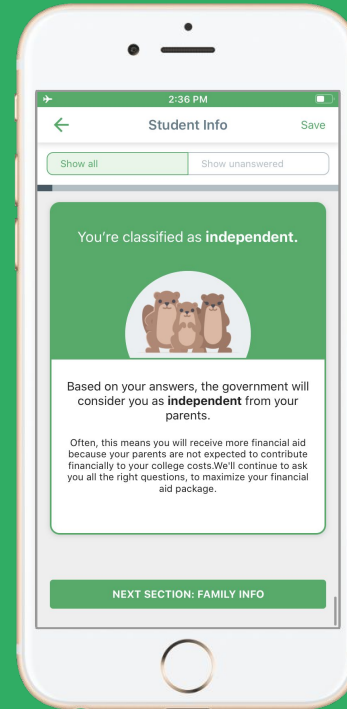 2:36 PM
Student Info
Save
Show all
Show unanswered
You're classified as independent.
Based on your answers, the government will
consider you as independent from your
parents.
Often, this means you will receive more financial aid
because your parents are not expected to contribute
financially to your college costs.We'll continue to ask
you all the right questions, to maximize your financial
aid package.
NEXT SECTION: FAMILY INFO